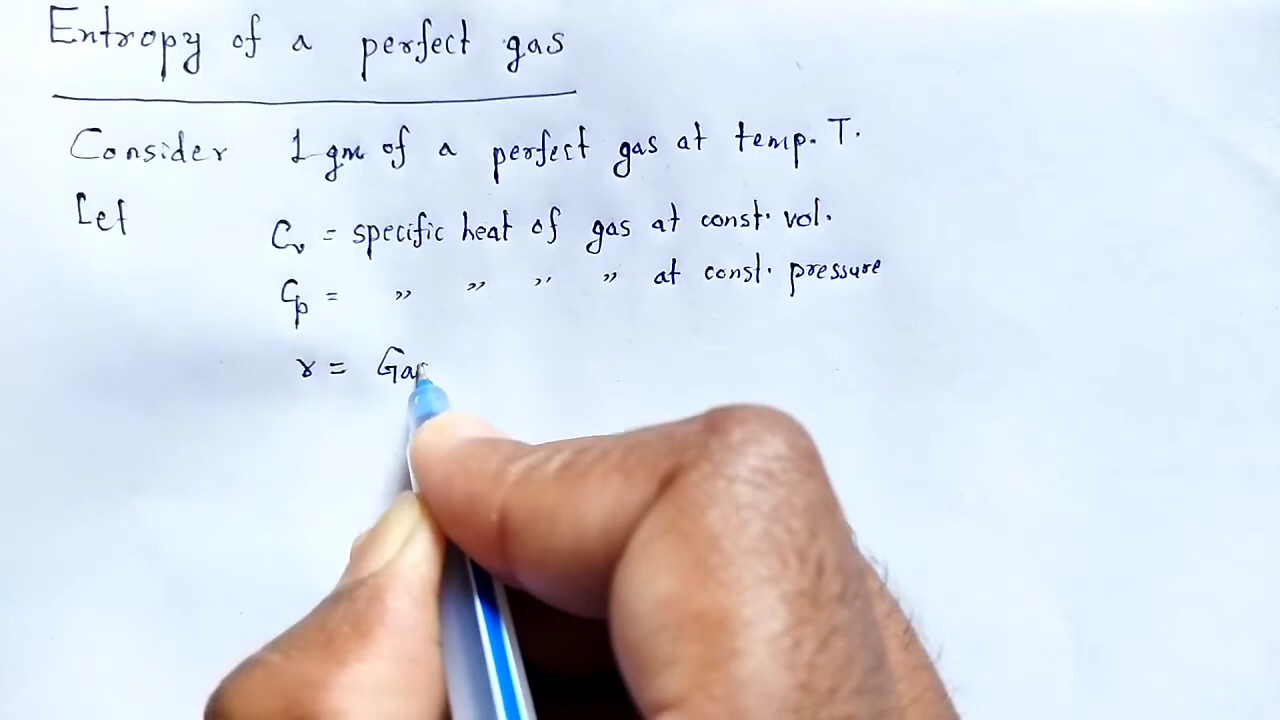 Entropy of a perfect gas
Consider 1 gm of a perfect gas at temp. T.
Let Cv = specific heat of gas at const. vol.
Cp = ,, ,, ,, ,, at const. pressure
r = Gas